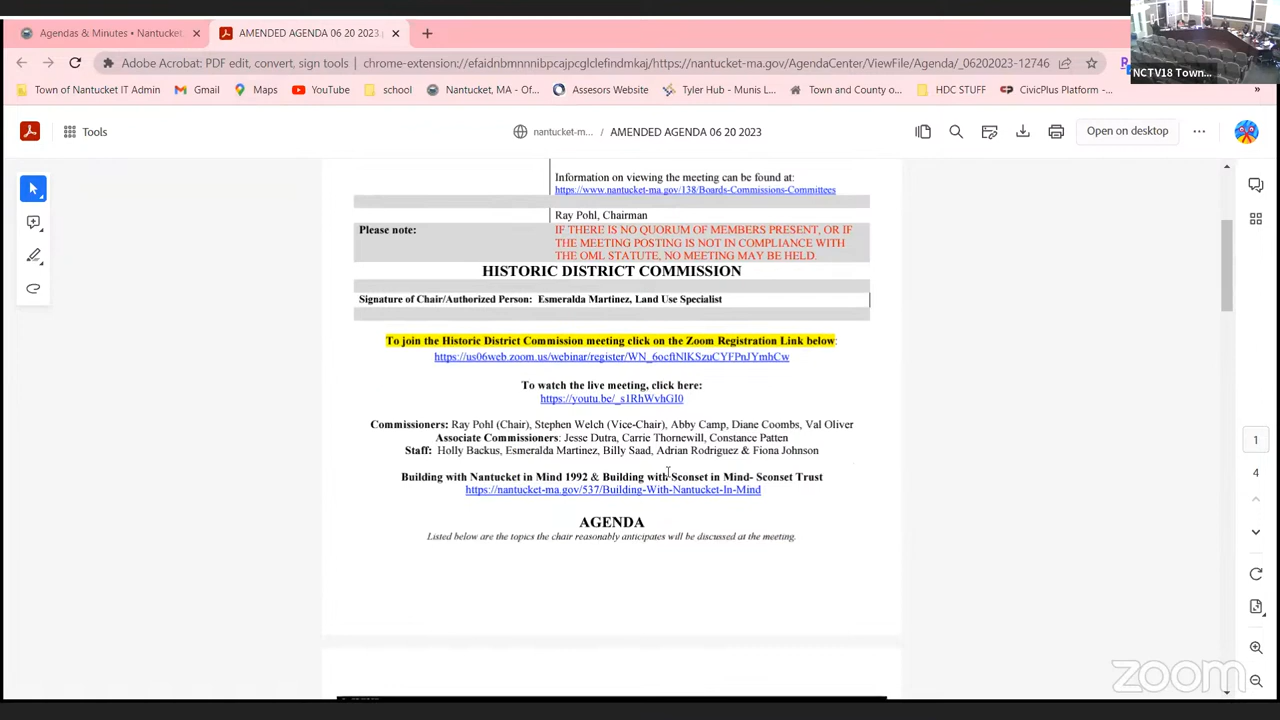 Agendas & Minutes • Nantucket
AMENDED AGENDA 06 20 2023
Adobe Acrobat: PDF edit, convert, sign tools | chrome-extension://efaidnbmnnnibpcajpcglclefindmkaj/https://nantucket-ma.gov/AgendaCenter/ViewFile/Agenda/_06202023-12746
NCTV18 Town...
Town of Nantucket IT Admin
Gmail
Maps
YouTube
school
Nantucket, MA - Of...
Assessors Website
Tyler Hub - Munis L...
Town and County o...
HDC STUFF
CivicPlus Platform -...
»
Tools
nantucket-m... / AMENDED AGENDA 06 20 2023
Open on desktop
Information on viewing the meeting can be found at:
https://www.nantucket-ma.gov/138/Boards-Commissions-Committees
Ray Pohl, Chairman
Please note:
IF THERE IS NO QUORUM OF MEMBERS PRESENT, OR IF
THE MEETING POSTING IS NOT IN COMPLIANCE WITH
THE OML STATUTE, NO MEETING MAY BE HELD.
HISTORIC DISTRICT COMMISSION
Signature of Chair/Authorized Person: Esmeralda Martinez, Land Use Specialist
To join the Historic District Commission meeting click on the Zoom Registration Link below:
https://us06web.zoom.us/webinar/register/WN_6ocftNlKSzuCYFPnJYmhCw
To watch the live meeting, click here:
https://youtu.be/_s1RhWvhGI0
Commissioners: Ray Pohl (Chair), Stephen Welch (Vice-Chair), Abby Camp, Diane Coombs, Val Oliver
Associate Commissioners: Jesse Dutra, Carrie Thornewill, Constance Patten
Staff: Holly Backus, Esmeralda Martinez, Billy Saad, Adrian Rodriguez & Fiona Johnson
Building with Nantucket in Mind 1992 & Building with Sconset in Mind- Sconset Trust
https://nantucket-ma.gov/537/Building-With-Nantucket-In-Mind
AGENDA
Listed below are the topics the chair reasonably anticipates will be discussed at the meeting.
1
4
zoom